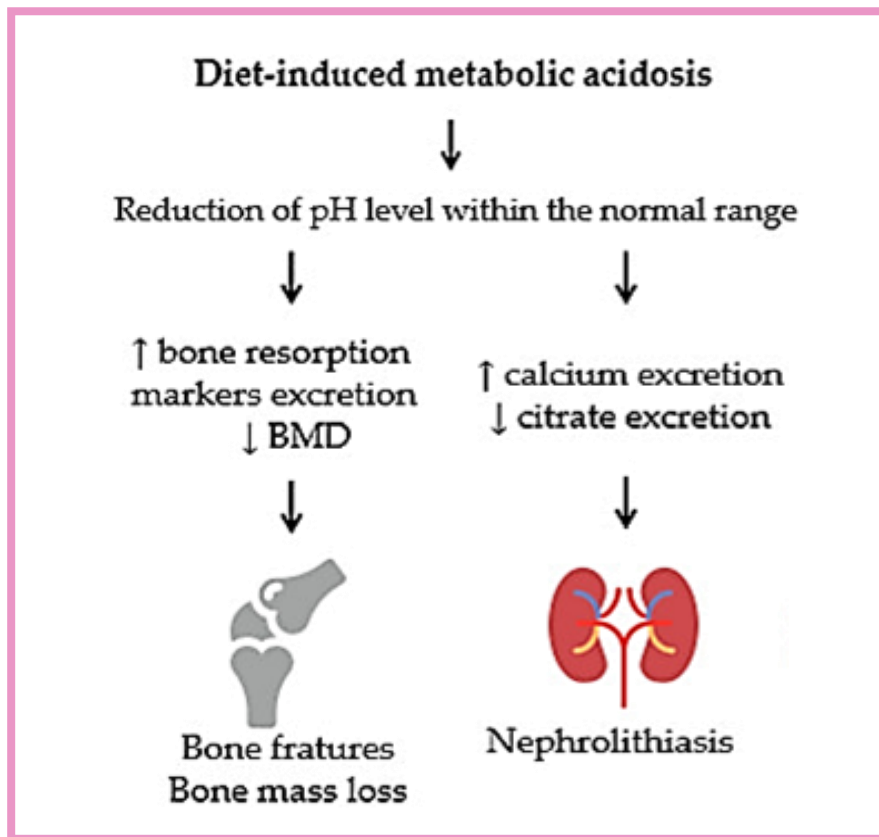 Diet-induced metabolic acidosis
Reduction of pH level within the normal range
↑ bone resorption
markers excretion
↓ BMD
↑ calcium excretion
↓ citrate excretion
Bone fratures
Bone mass loss
Nephrolithiasis